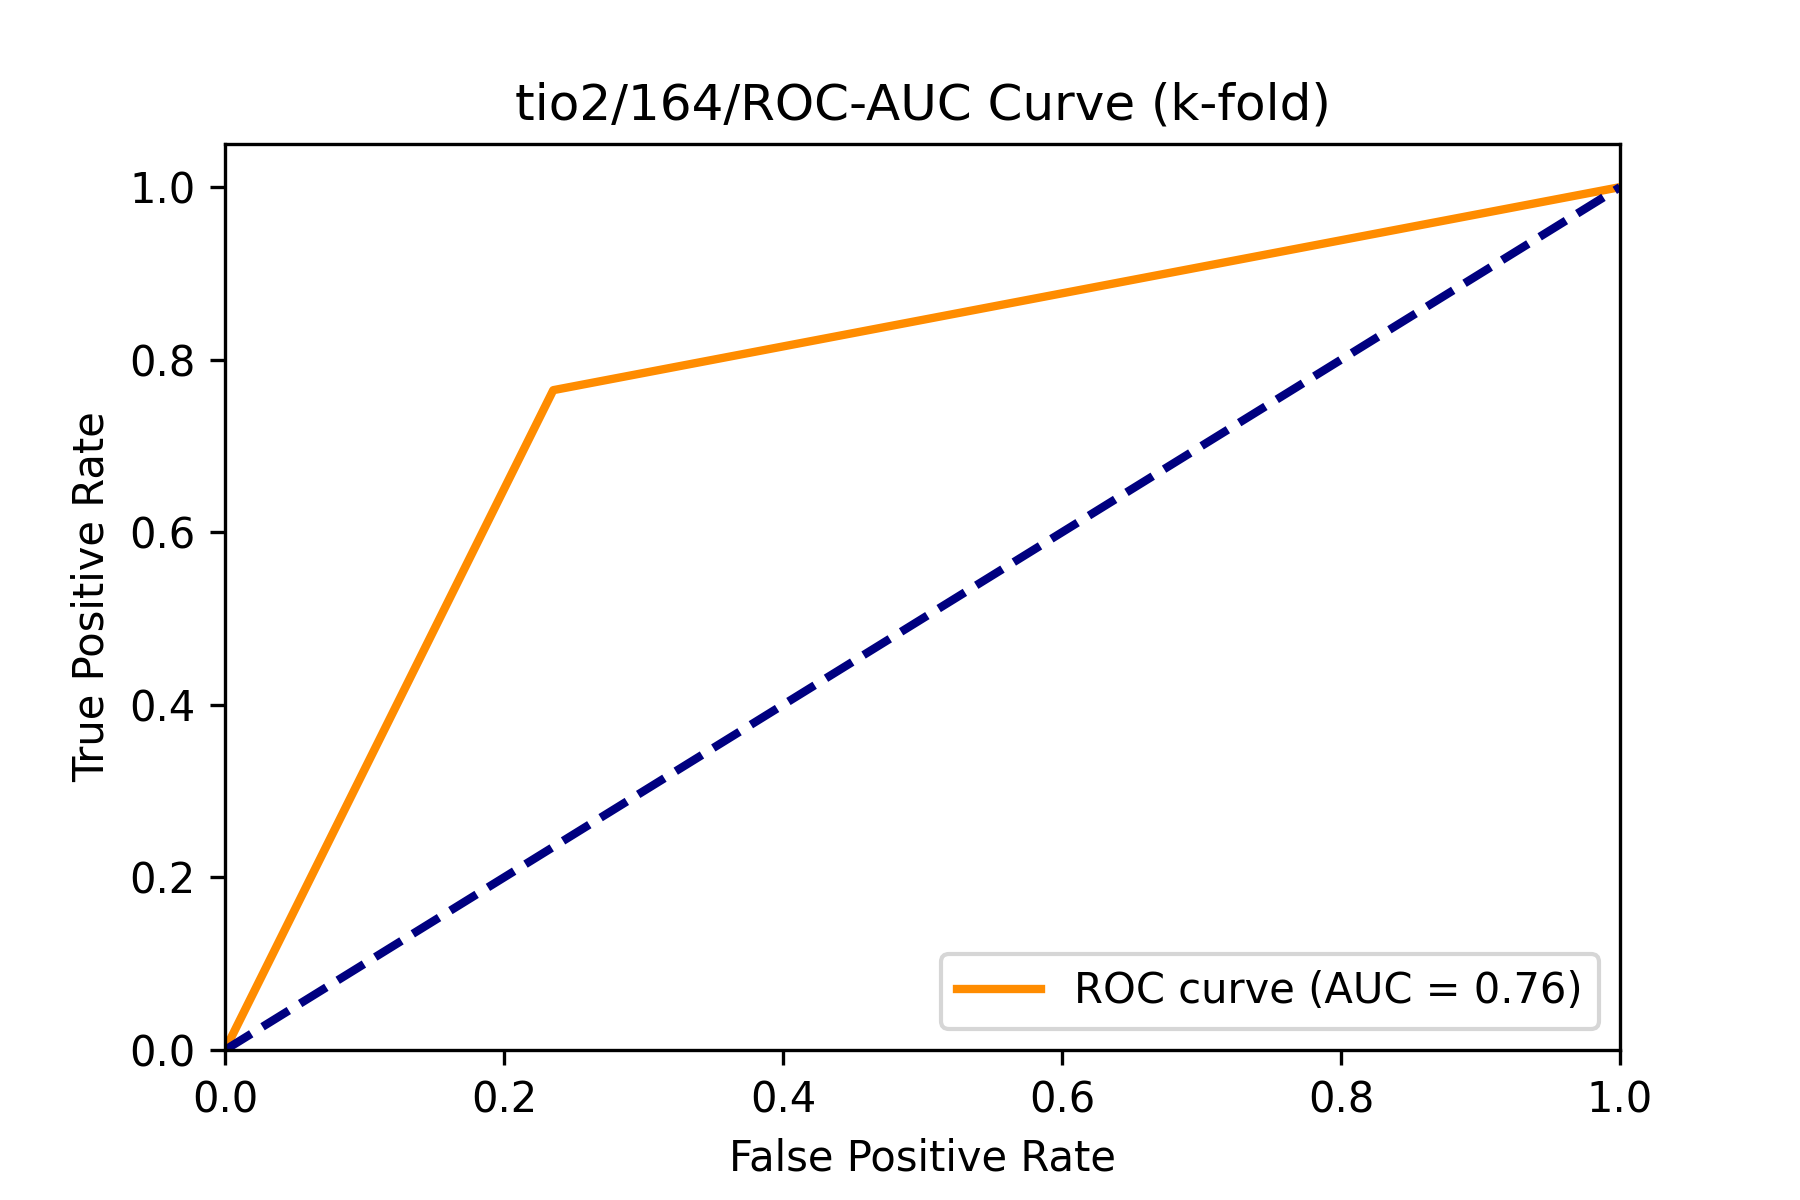 tio2/164/ROC-AUC Curve (k-fold)
True Positive Rate
1.0
0.8
0.6
0.4
0.2
0.0
ROC curve (AUC = 0.76)
0.0 0.2 0.4 0.6 0.8 1.0
False Positive Rate